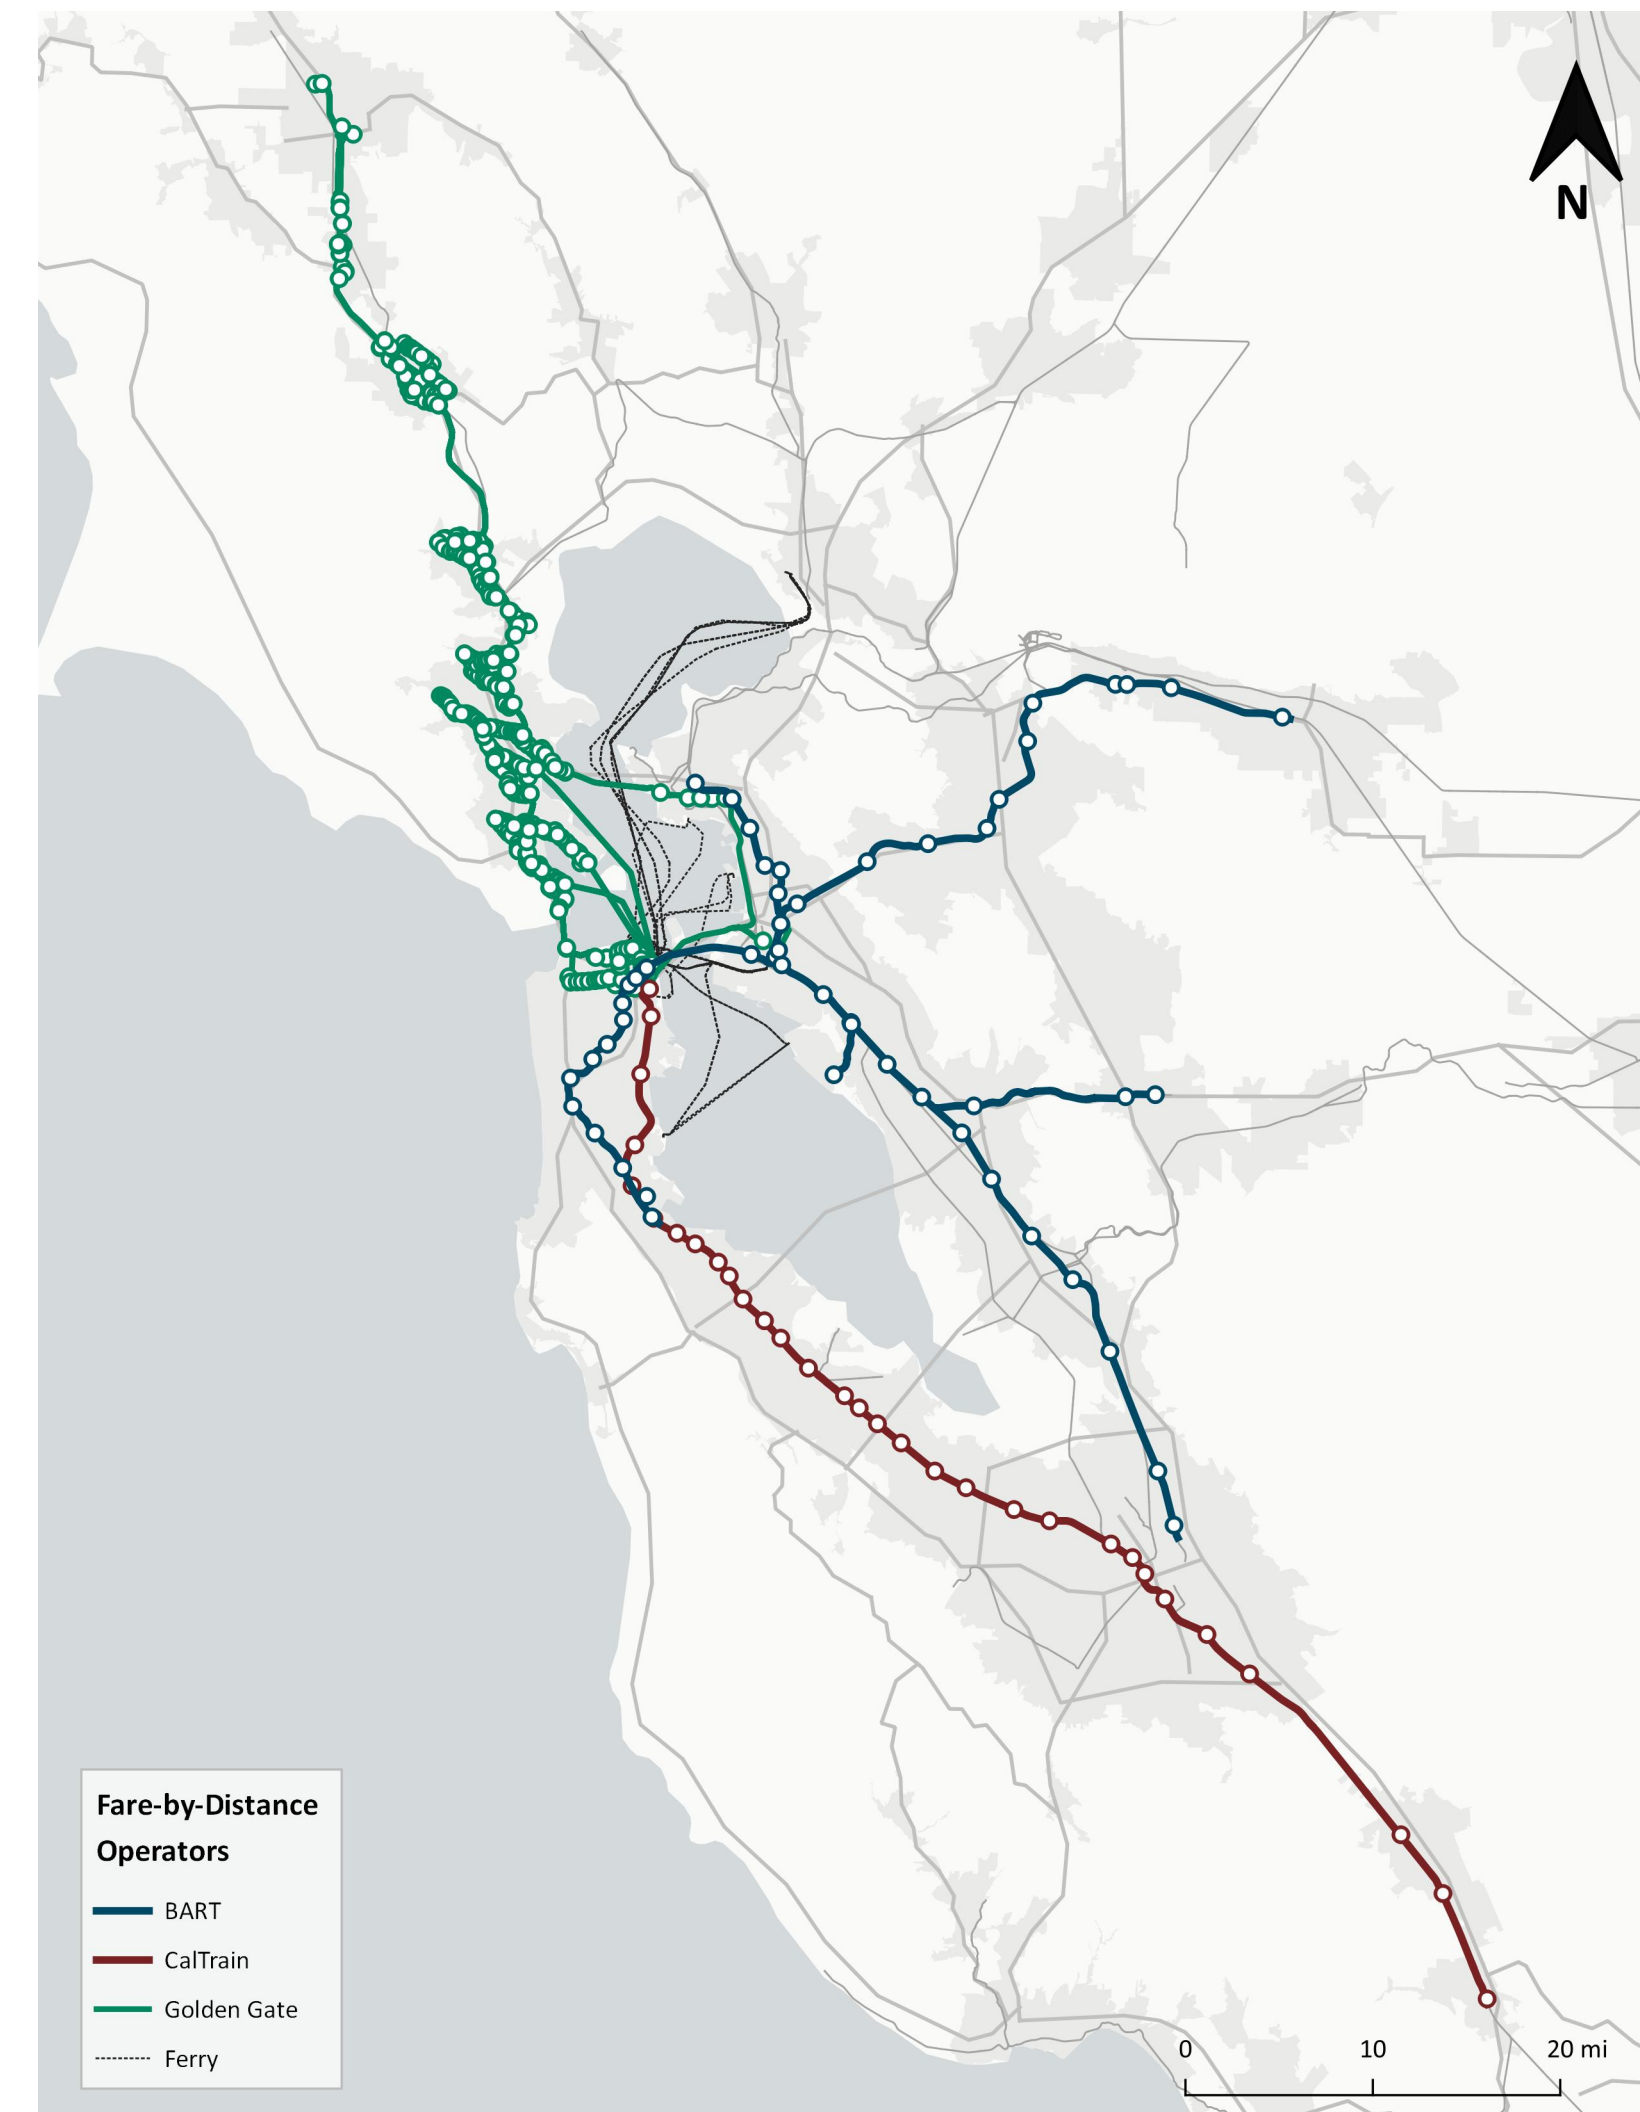 N
Fare-by-Distance
Operators
BART
CalTrain
Golden Gate
Ferry
0 10 20 mi